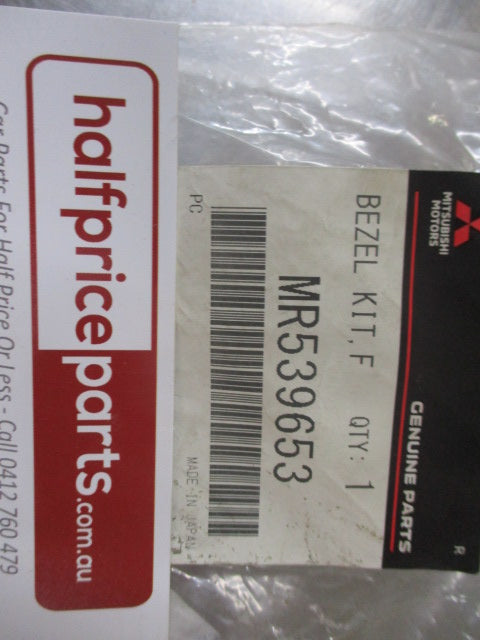 MITSUBISHI
MOTORS
GENUINE PARTS
R
BEZEL KIT,F QTY: 1
MR539653
PC
MADE IN JAPAN
halfpriceparts.com.au
Car Parts For Half Price Or Less - Call 0412 760 479